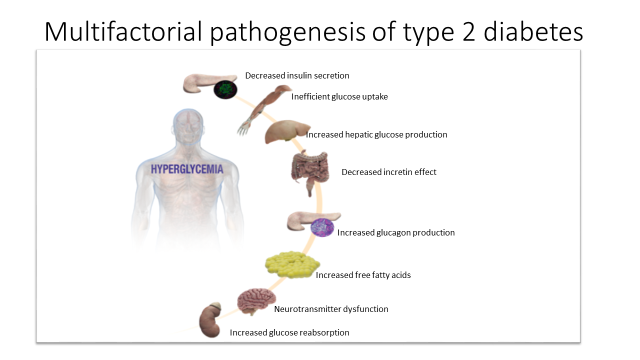 Multifactorial pathogenesis of type 2 diabetes
Decreased insulin secretion
Inefficient glucose uptake
Increased hepatic glucose production
HYPERGLYCEMIA
Decreased incretin effect
Increased glucagon production
Increased free fatty acids
Neurotransmitter dysfunction
Increased glucose reabsorption